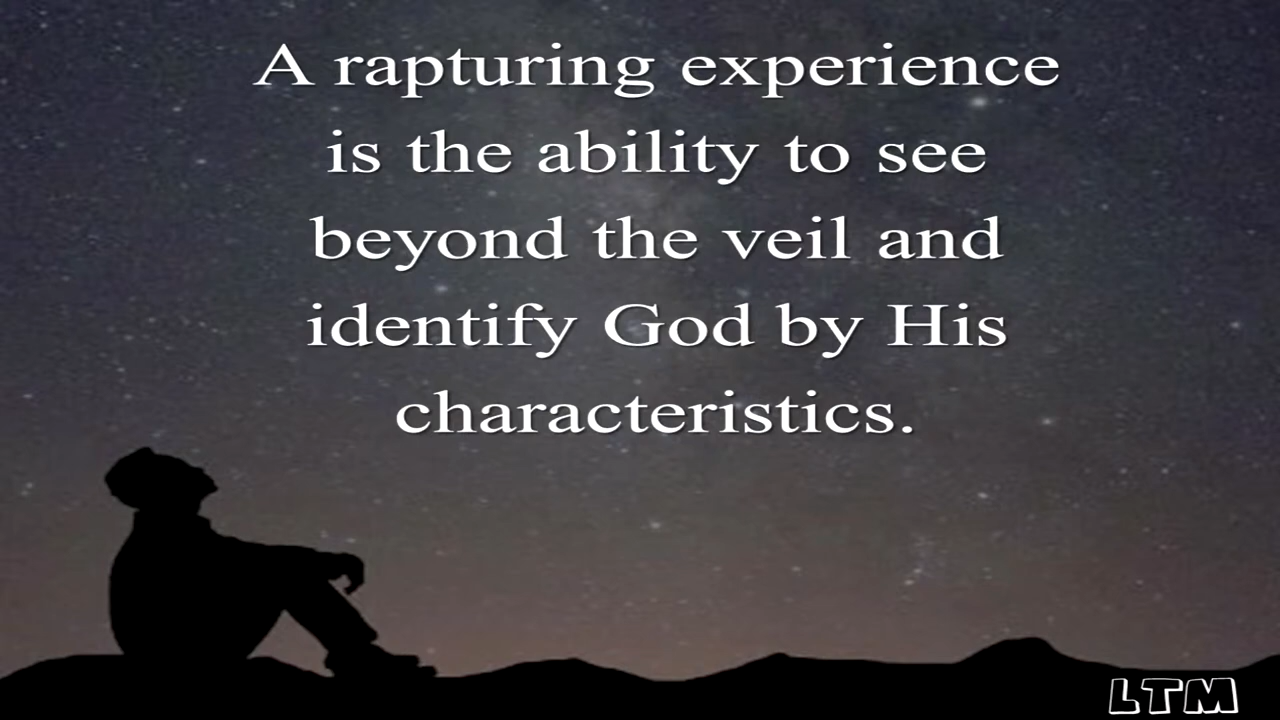 A rapturing experience
is the ability to see
beyond the veil and
identify God by His
characteristics.
LTM